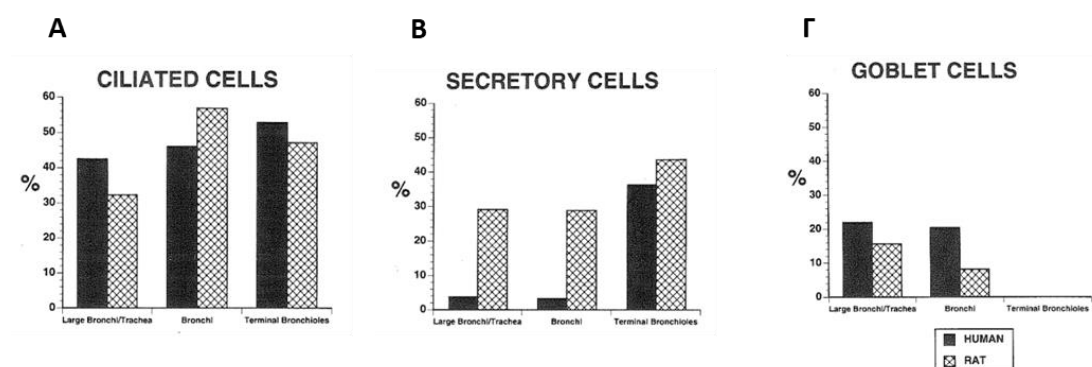 А
В
Г
CILIATED CELLS
60
50
40
30
20
10
0
%
Large Bronchi/Trachea
Bronchi
Terminal Bronchioles
SECRETORY CELLS
60
50
40
30
20
10
0
%
Large Bronchi/Trachea
Bronchi
Terminal Bronchioles
GOBLET CELLS
60
50
40
30
20
10
0
%
Large Bronchi/Trachea
Bronchi
Terminal Bronchioles
HUMAN
RAT